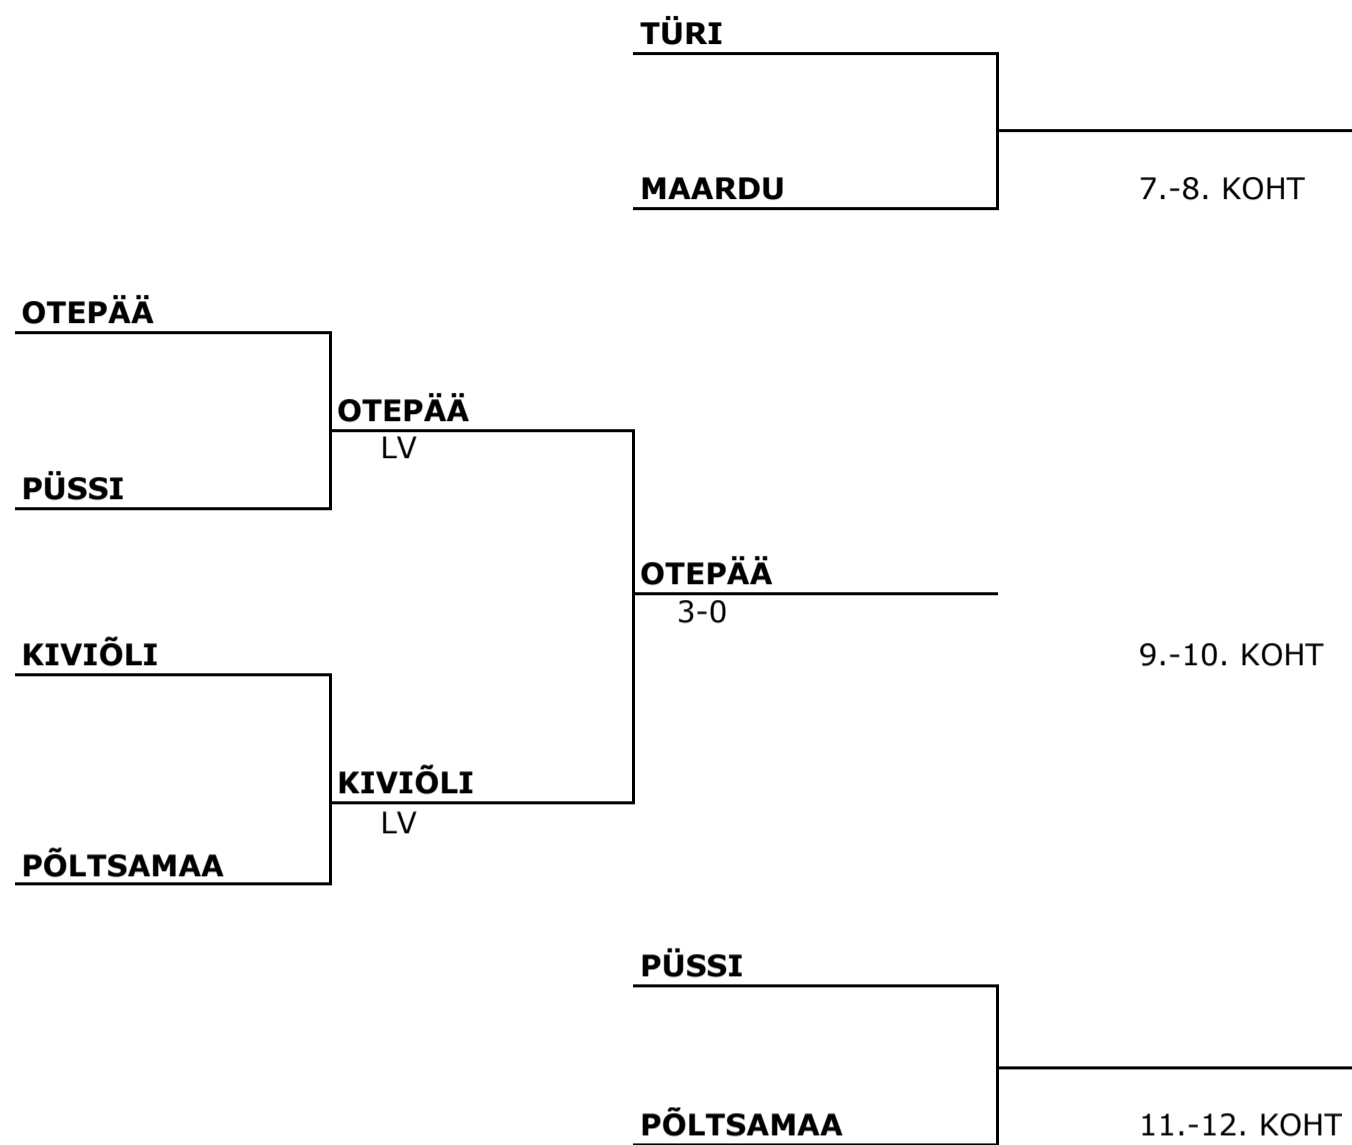 TÜRI
MAARDU
7.-8. KOHT
OTEPÄÄ
OTEPÄÄ
LV
PÜSSI
OTEPÄÄ
3-0
KIVIÕLI
9.-10. KOHT
KIVIÕLI
LV
PÕLTSAMAA
PÜSSI
PÕLTSAMAA
11.-12. KOHT